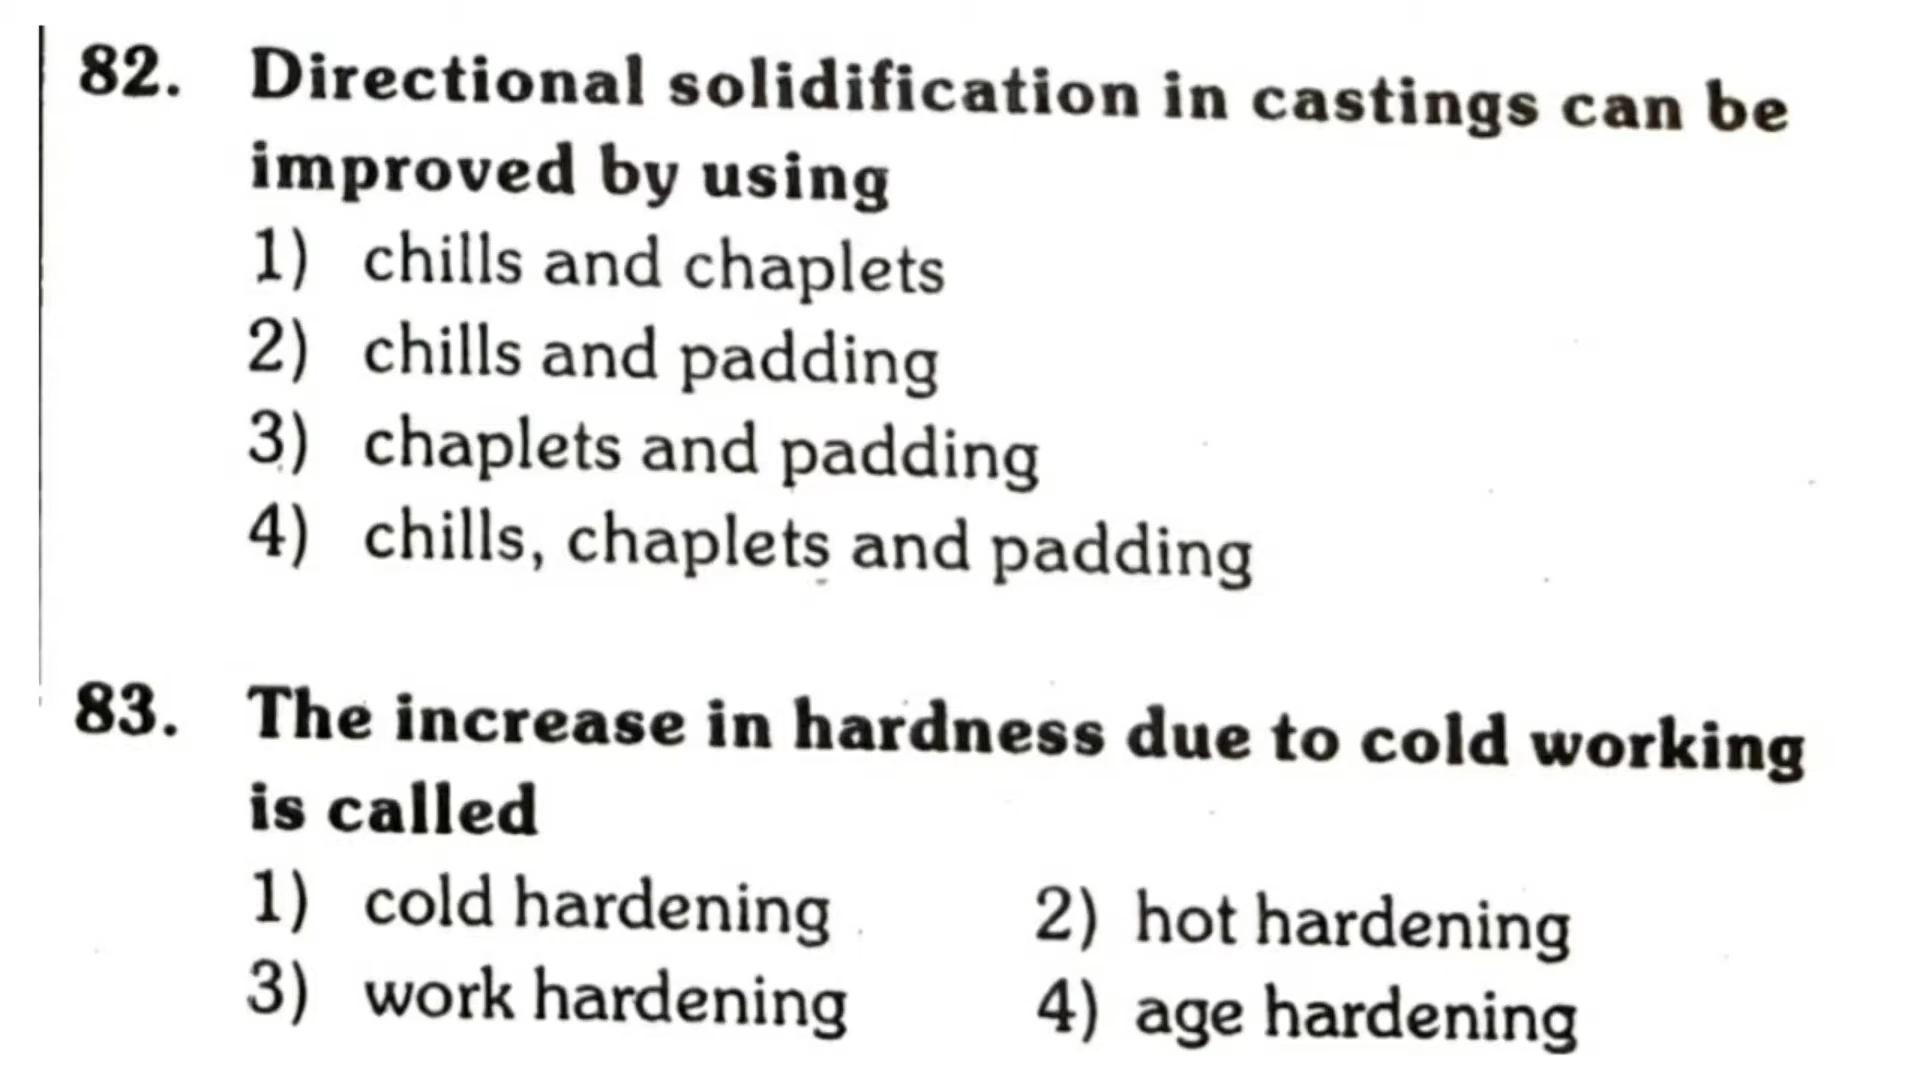 82. Directional solidification in castings can be
improved by using
1) chills and chaplets
2) chills and padding
3) chaplets and padding
4) chills, chaplets and padding
83. The increase in hardness due to cold working
is called
1) cold hardening 2) hot hardening
3) work hardening 4) age hardening